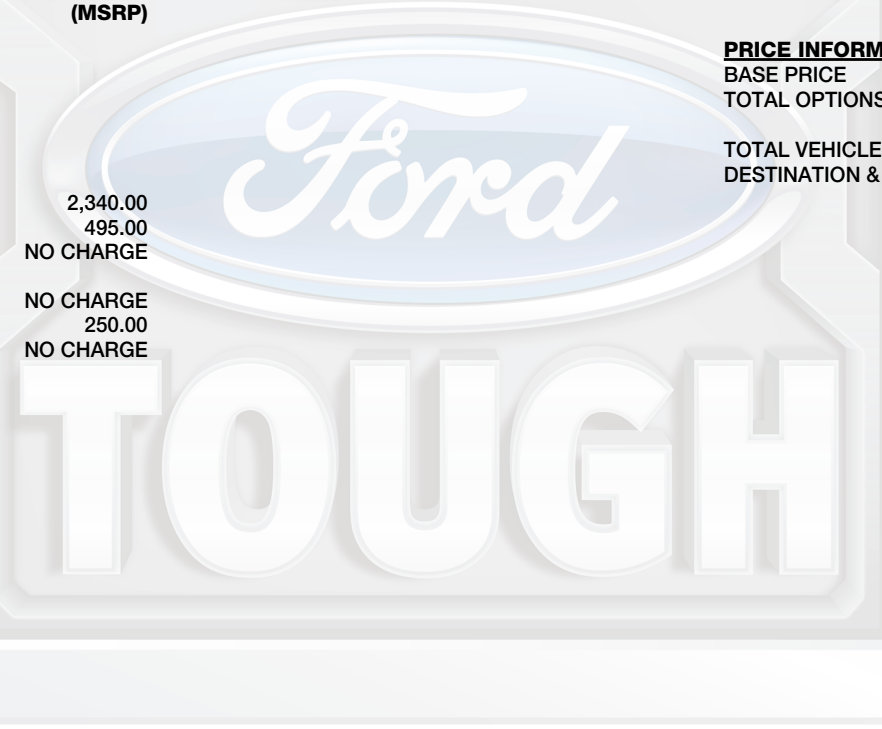 (MSRP)
PRICE INFORM
BASE PRICE
TOTAL OPTIONS
TOTAL VEHICLE
DESTINATION &
2,340.00
495.00
NO CHARGE
NO CHARGE
250.00
NO CHARGE
Ford
TOUGH